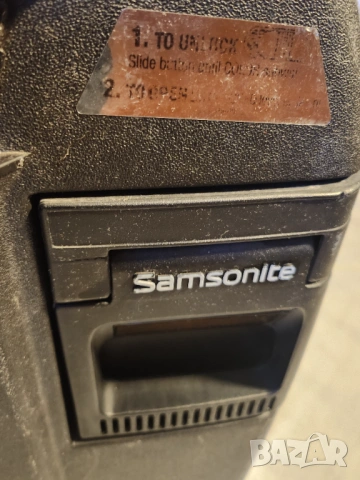 1. TO UNLOCK
Slide button until
2. TO OPEN
Samsonite
BAZAR